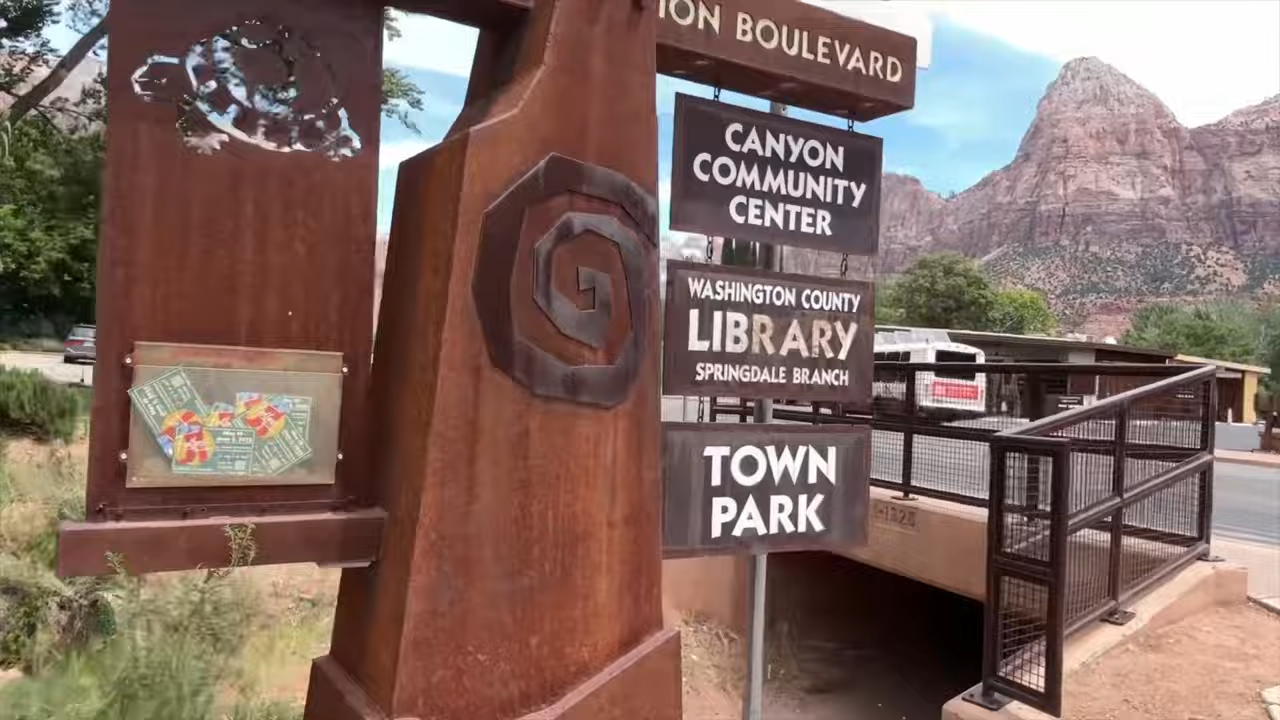 ION BOULEVARD
CANYON
COMMUNITY
CENTER
WASHINGTON COUNTY
LIBRARY
SPRINGDALE BRANCH
TOWN
PARK